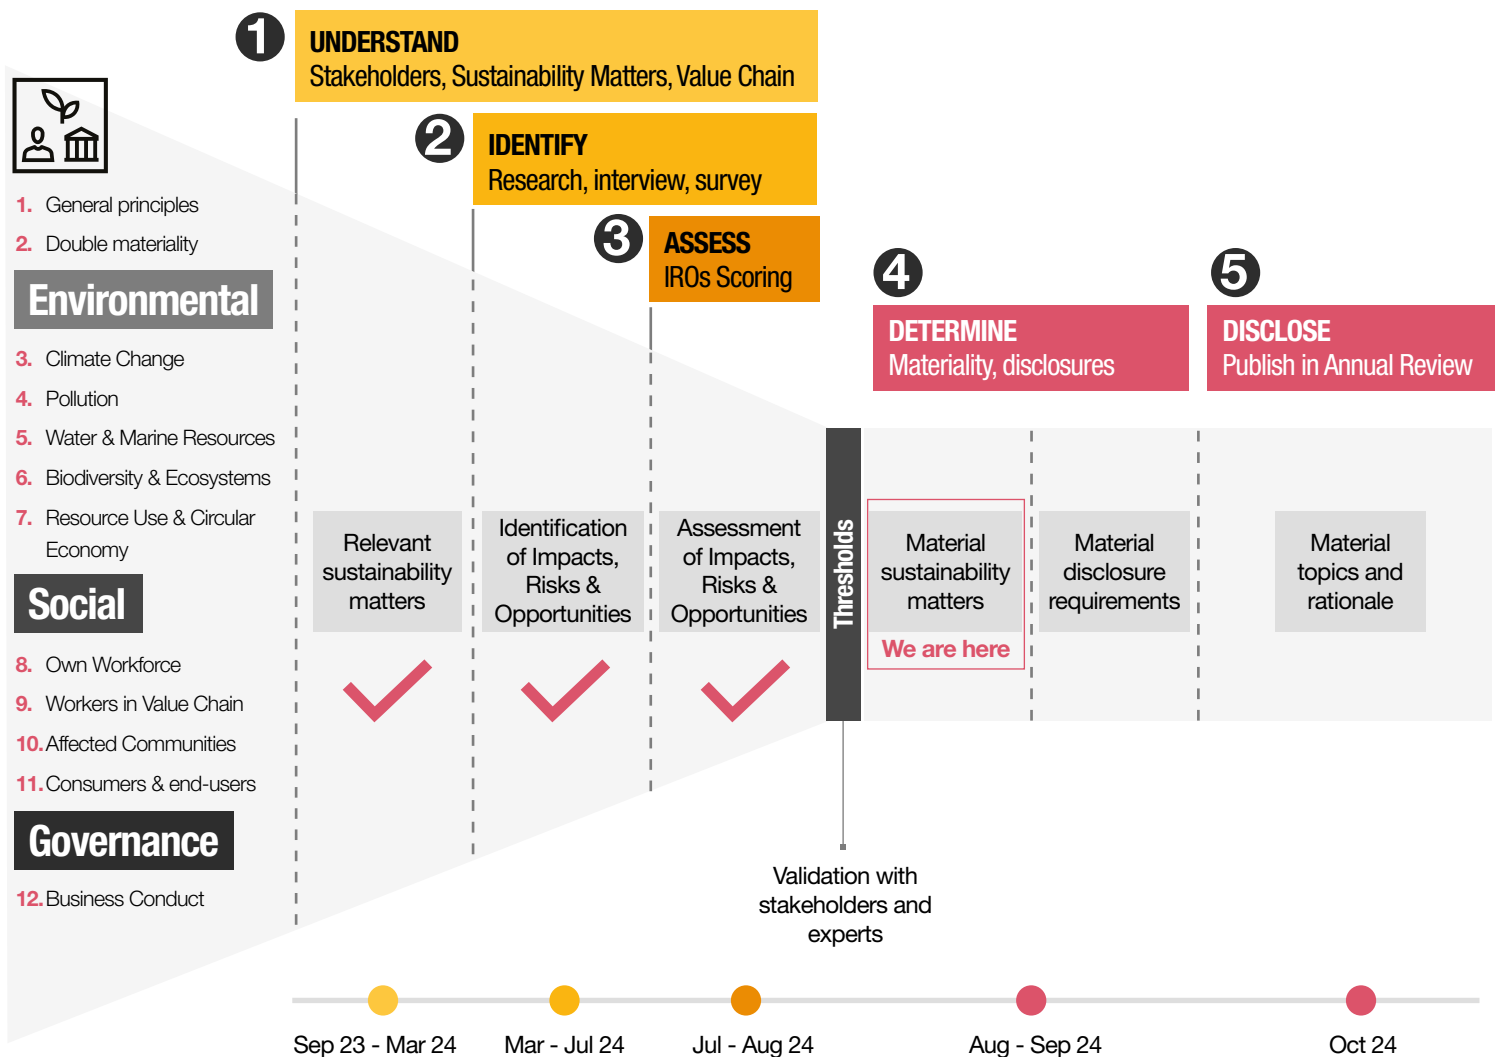 1
UNDERSTAND
Stakeholders, Sustainability Matters, Value Chain
2
IDENTIFY
Research, interview, survey
3
ASSESS
IROs Scoring
4
DETERMINE
Materiality, disclosures
5
DISCLOSE
Publish in Annual Review
1. General principles
2. Double materiality
Environmental
3. Climate Change
4. Pollution
5. Water & Marine Resources
6. Biodiversity & Ecosystems
7. Resource Use & Circular
Economy
Social
8. Own Workforce
9. Workers in Value Chain
10. Affected Communities
11. Consumers & end-users
Governance
12. Business Conduct
Relevant
sustainability
matters
Identification
of Impacts,
Risks &
Opportunities
Assessment
of Impacts,
Risks &
Opportunities
Thresholds
Material
sustainability
matters
We are here
Material
disclosure
requirements
Material
topics and
rationale
Validation with
stakeholders and
experts
Sep 23 - Mar 24
Mar - Jul 24
Jul - Aug 24
Aug - Sep 24
Oct 24